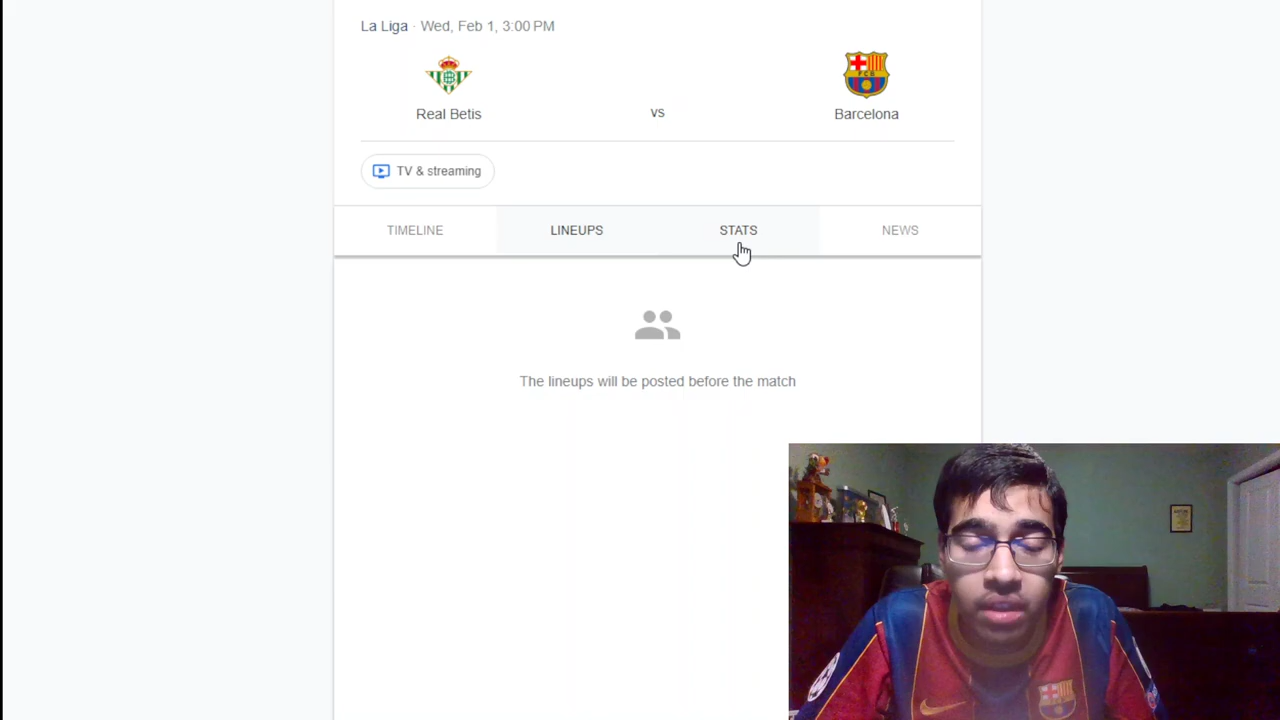 La Liga · Wed, Feb 1, 3:00 PM
Real Betis
vs
Barcelona
TV & streaming
TIMELINE
LINEUPS
STATS
NEWS
The lineups will be posted before the match
FCB